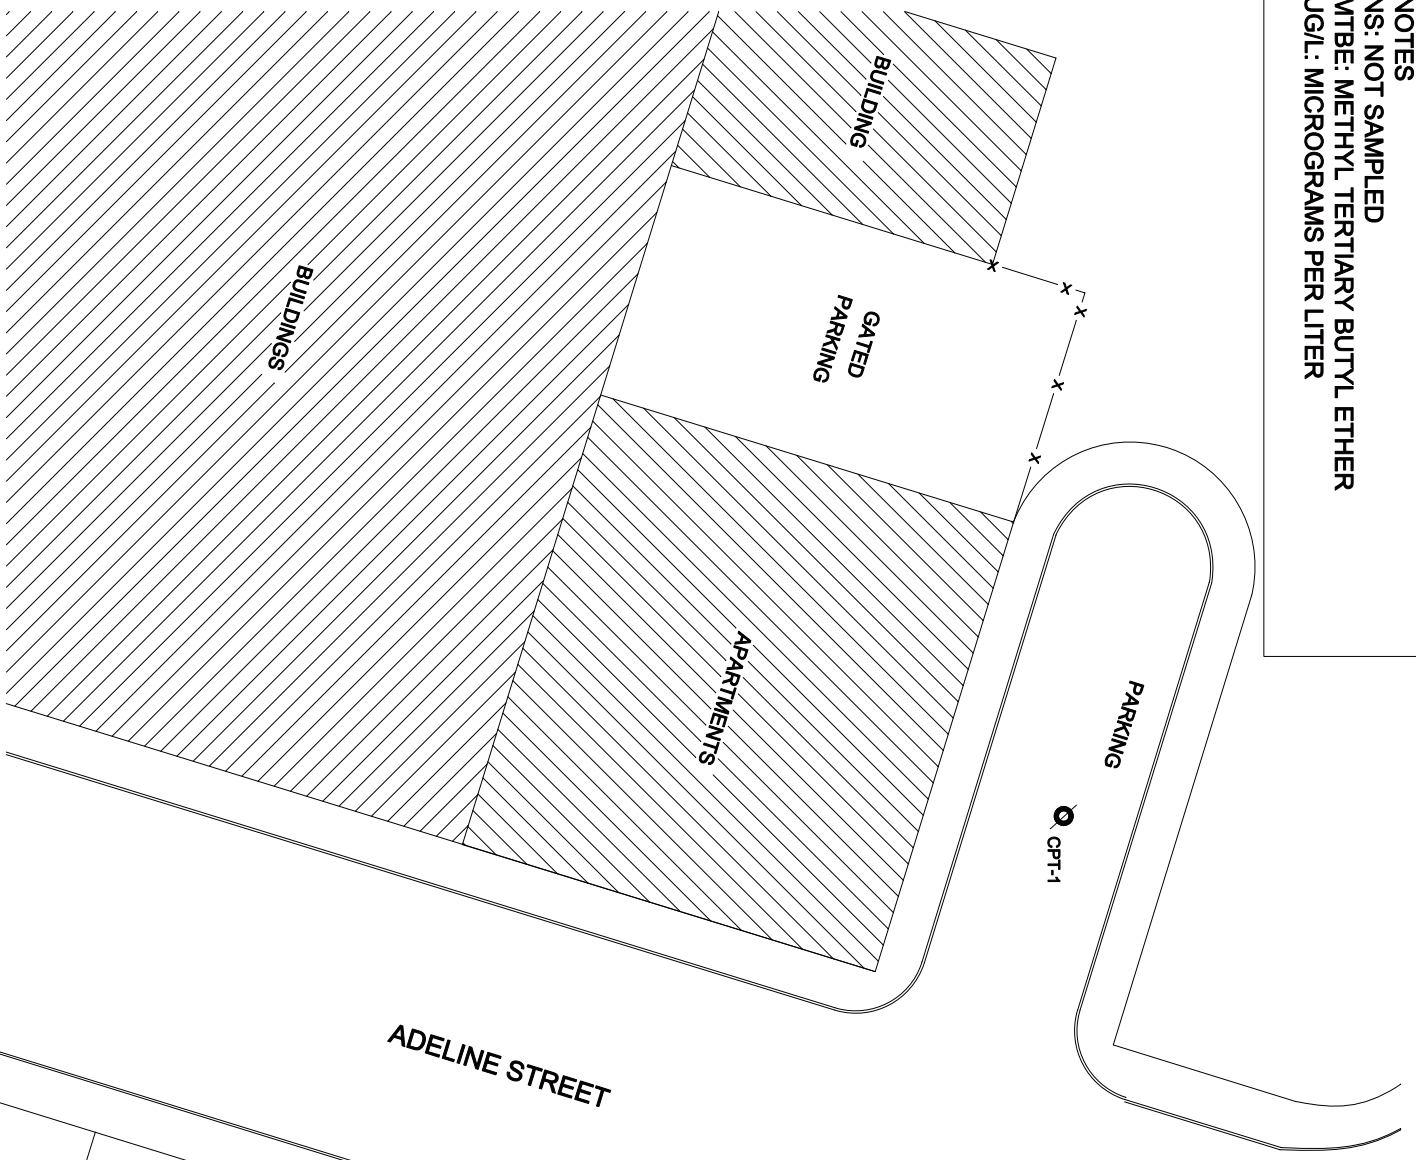 NOTES
NS: NOT SAMPLED
MTBE: METHYL TERTIARY BUTYL ETHER
UG/L: MICROGRAMS PER LITER
BUILDING
BUILDINGS
GATED
PARKING
APARTMENTS
PARKING
CPT-1
ADELINE STREET